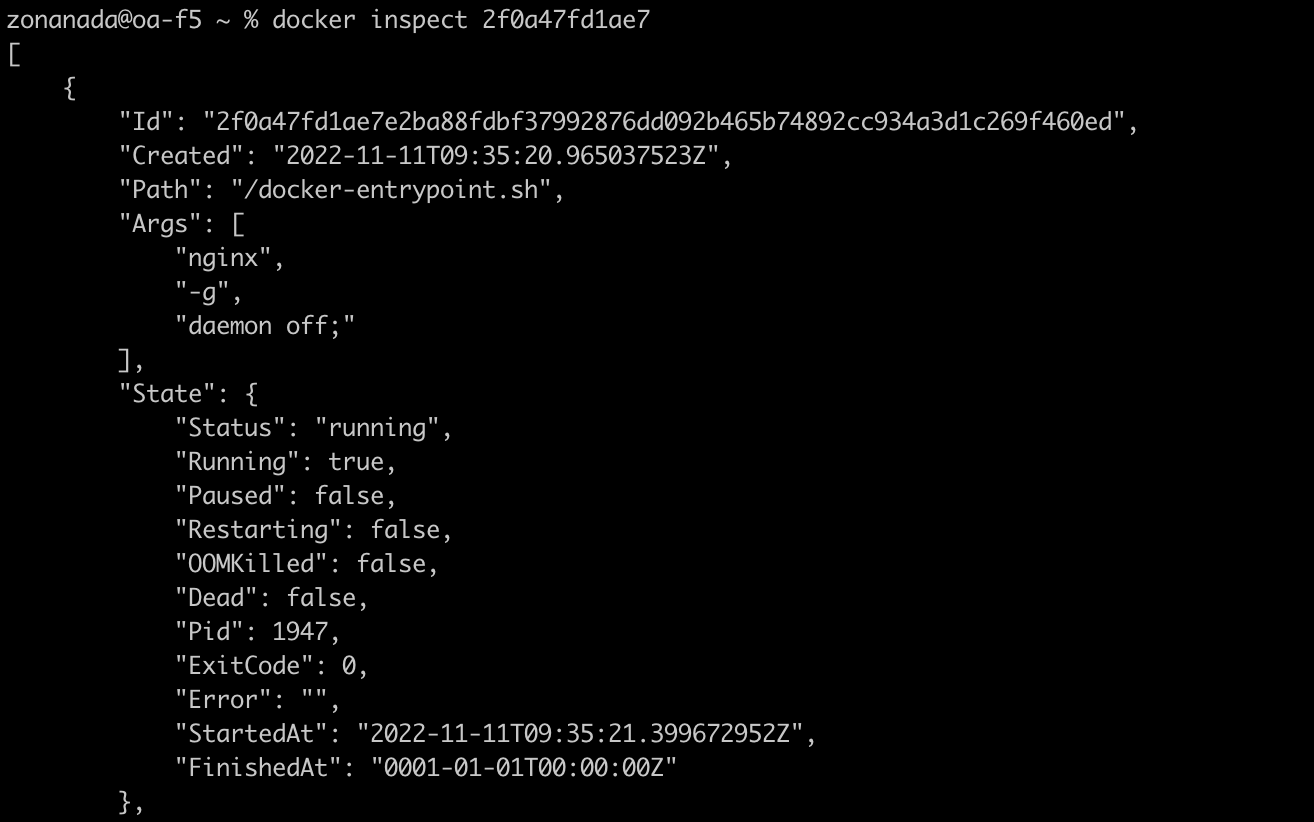 zonanada@oa-f5 ~ % docker inspect 2f0a47fd1ae7
[
    {
        "Id": "2f0a47fd1ae7e2ba88fdbf37992876dd092b465b74892cc934a3d1c269f460ed",
        "Created": "2022-11-11T09:35:20.965037523Z",
        "Path": "/docker-entrypoint.sh",
        "Args": [
            "nginx",
            "-g",
            "daemon off;"
        ],
        "State": {
            "Status": "running",
            "Running": true,
            "Paused": false,
            "Restarting": false,
            "OOMKilled": false,
            "Dead": false,
            "Pid": 1947,
            "ExitCode": 0,
            "Error": "",
            "StartedAt": "2022-11-11T09:35:21.399672952Z",
            "FinishedAt": "0001-01-01T00:00:00Z"
        },